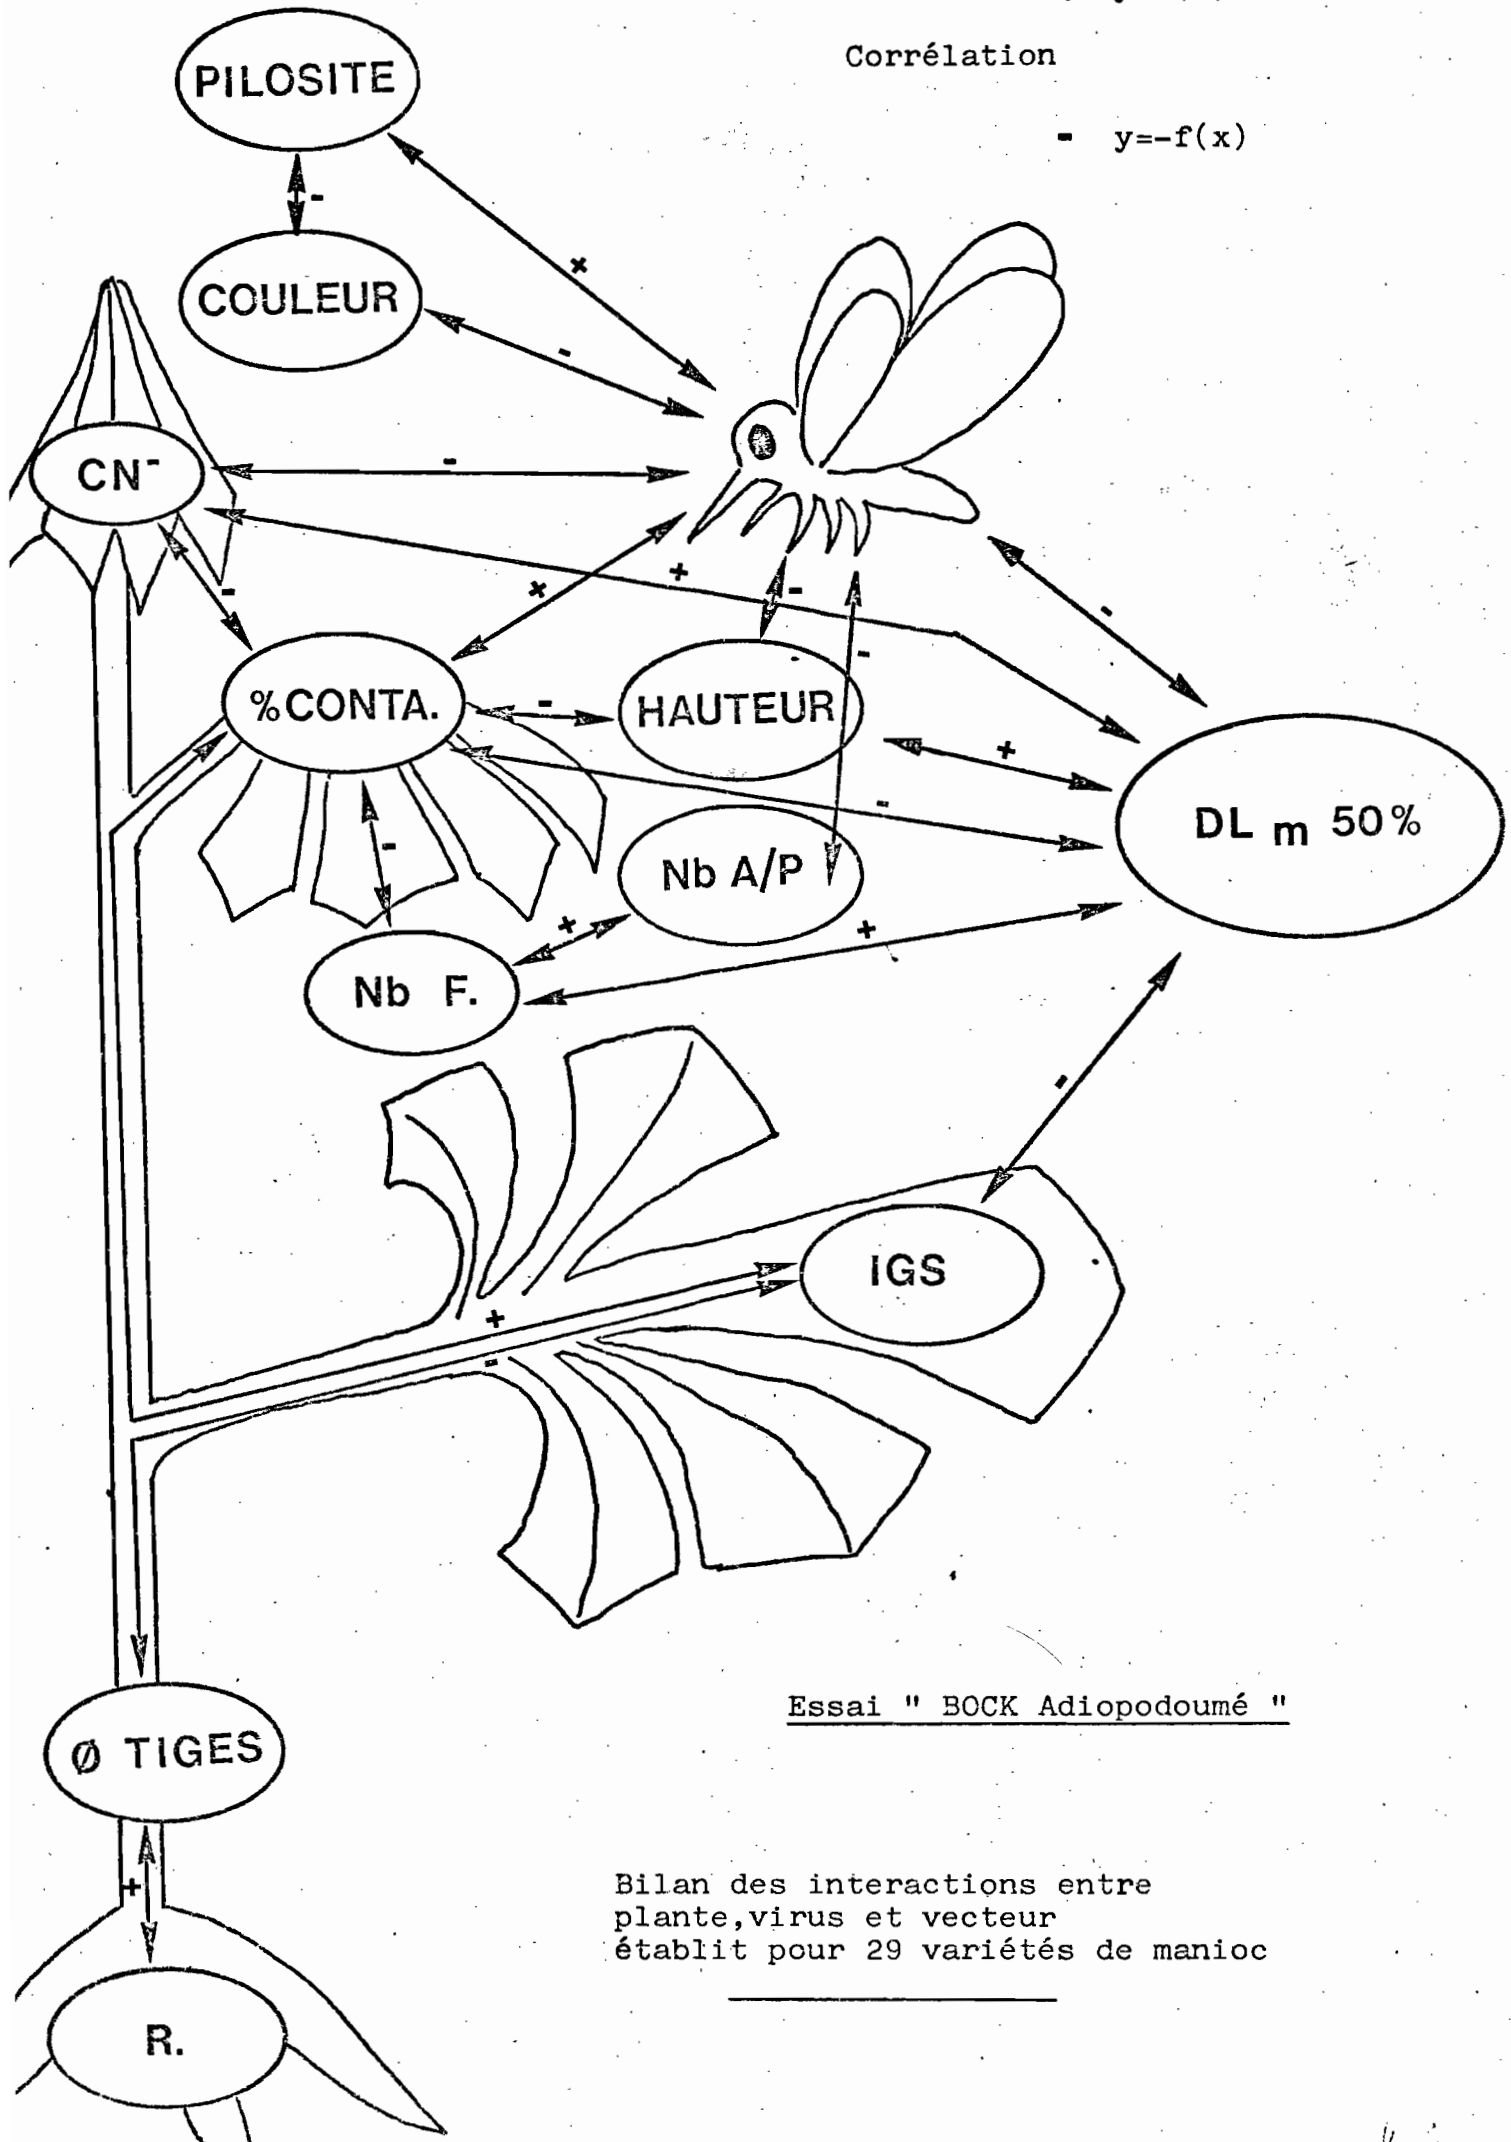 Corrélation
- y=-f(x)
PILOSITE
-
+
COULEUR
-
CN⁻
-
+
-
+
-
-
-
%CONTA.
-
HAUTEUR
+
-
DL m 50%
-
Nb A/P
+
+
Nb F.
-
IGS
+
-
Essai " BOCK Adiopodoumé "
Ø TIGES
+
Bilan des interactions entre
plante,virus et vecteur
établit pour 29 variétés de manioc
R.